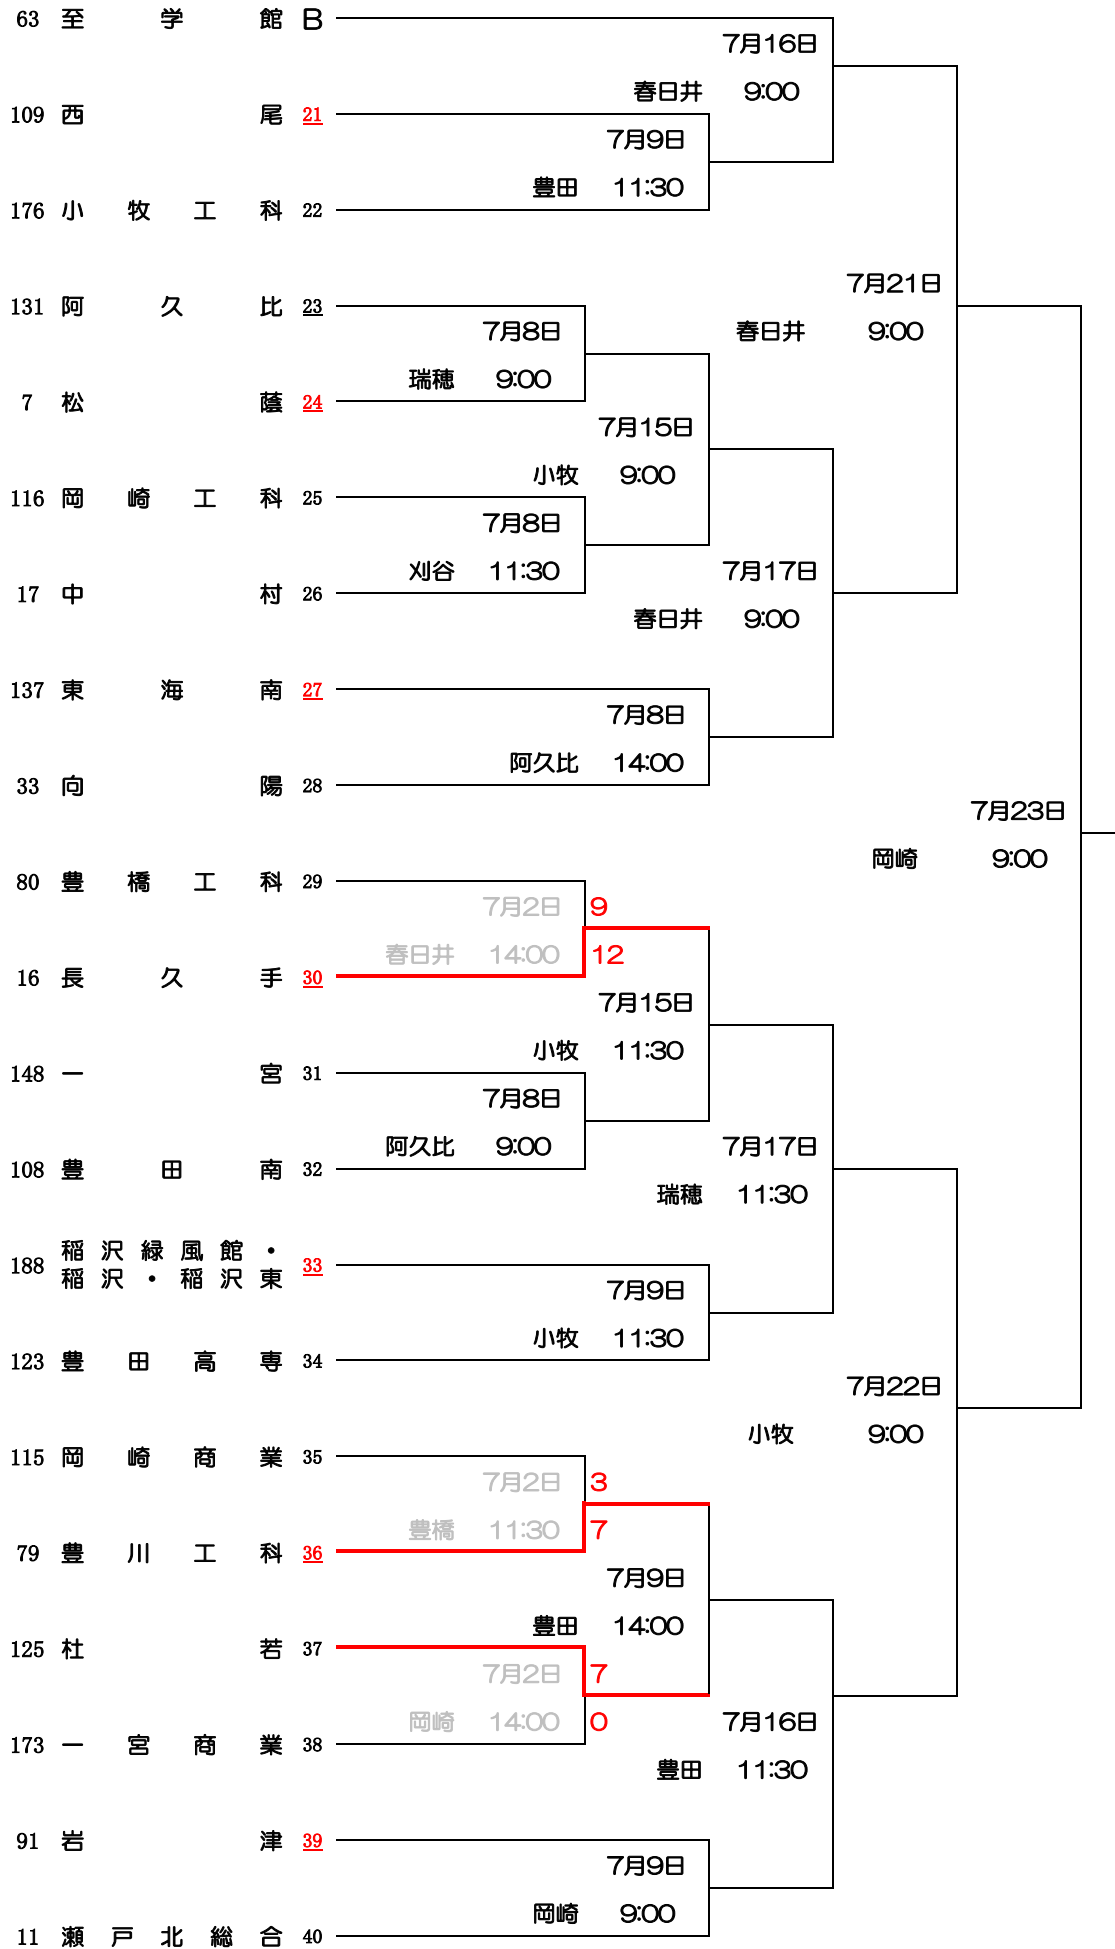 63 至学館 B
7月16日
春日井 9:00
109 西尾 21
7月9日
豊田 11:30
176 小牧工科 22
7月21日
春日井 9:00
131 阿久比 23
7月8日
瑞穂 9:00
7 松蔭 24
7月15日
小牧 9:00
116 岡崎工科 25
7月8日
刈谷 11:30
17 中村 26
7月17日
春日井 9:00
137 東海南 27
7月8日
阿久比 14:00
33 向陽 28
7月23日
岡崎 9:00
80 豊橋工科 29
7月2日 9
春日井 14:00 12
16 長久手 30
7月15日
小牧 11:30
148 一宮 31
7月8日
阿久比 9:00
108 豊田南 32
7月17日
瑞穂 11:30
188 稲沢緑風館・
稲沢・稲沢東 33
7月9日
小牧 11:30
123 豊田高専 34
7月22日
小牧 9:00
115 岡崎商業 35
7月2日 3
豊橋 11:30 7
79 豊川工科 36
7月9日
豊田 14:00
125 杜若 37
7月2日 7
岡崎 14:00 0
173 一宮商業 38
7月16日
豊田 11:30
91 岩津 39
7月9日
岡崎 9:00
11 瀬戸北総合 40